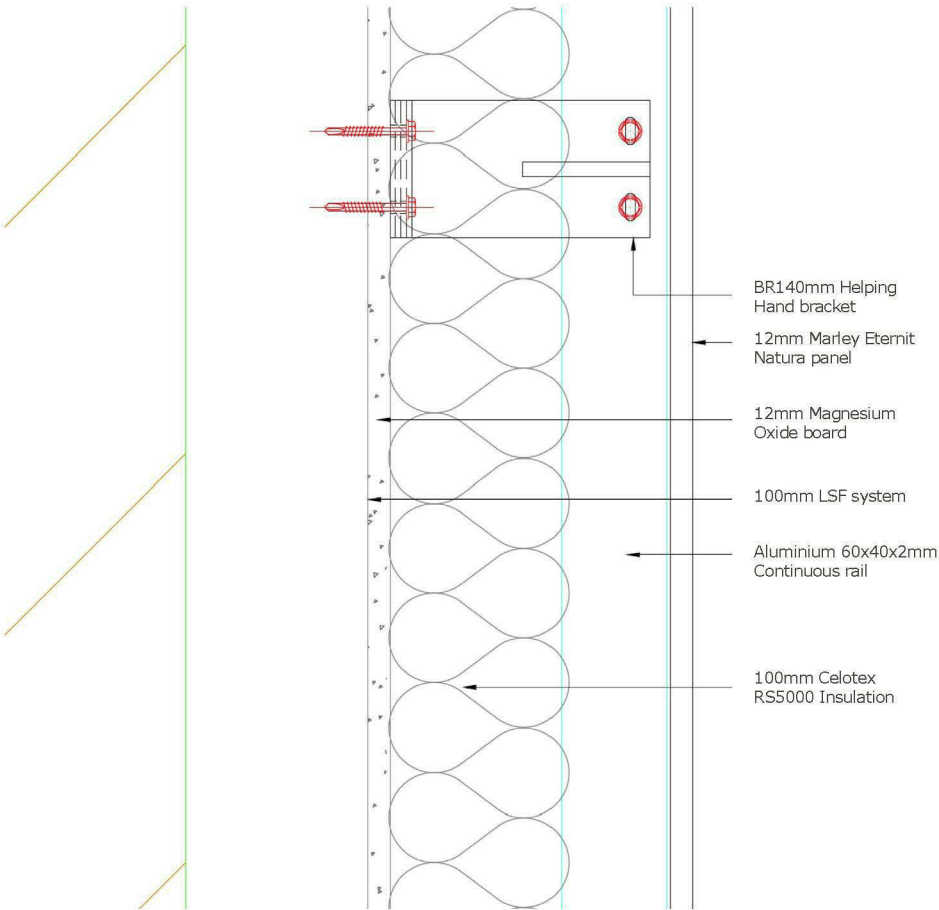 BR140mm Helping
Hand bracket
12mm Marley Eternit
Natura panel
12mm Magnesium
Oxide board
100mm LSF system
Aluminium 60x40x2mm
Continuous rail
100mm Celotex
RS5000 Insulation